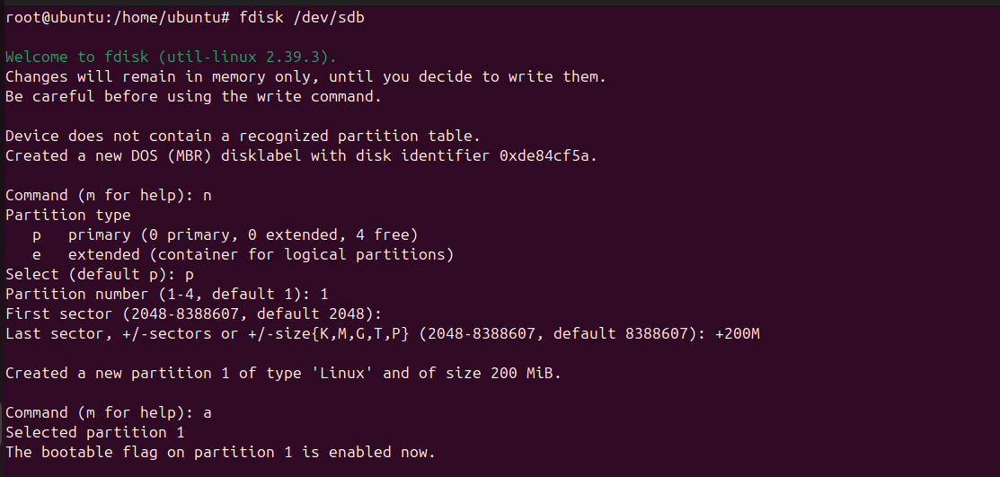 root@ubuntu:/home/ubuntu# fdisk /dev/sdb
Welcome to fdisk (util-linux 2.39.3).
Changes will remain in memory only, until you decide to write them.
Be careful before using the write command.
Device does not contain a recognized partition table.
Created a new DOS (MBR) disklabel with disk identifier 0xde84cf5a.
Command (m for help): n
Partition type
   p   primary (0 primary, 0 extended, 4 free)
   e   extended (container for logical partitions)
Select (default p): p
Partition number (1-4, default 1): 1
First sector (2048-8388607, default 2048):
Last sector, +/-sectors or +/-size{K,M,G,T,P} (2048-8388607, default 8388607): +200M
Created a new partition 1 of type 'Linux' and of size 200 MiB.
Command (m for help): a
Selected partition 1
The bootable flag on partition 1 is enabled now.